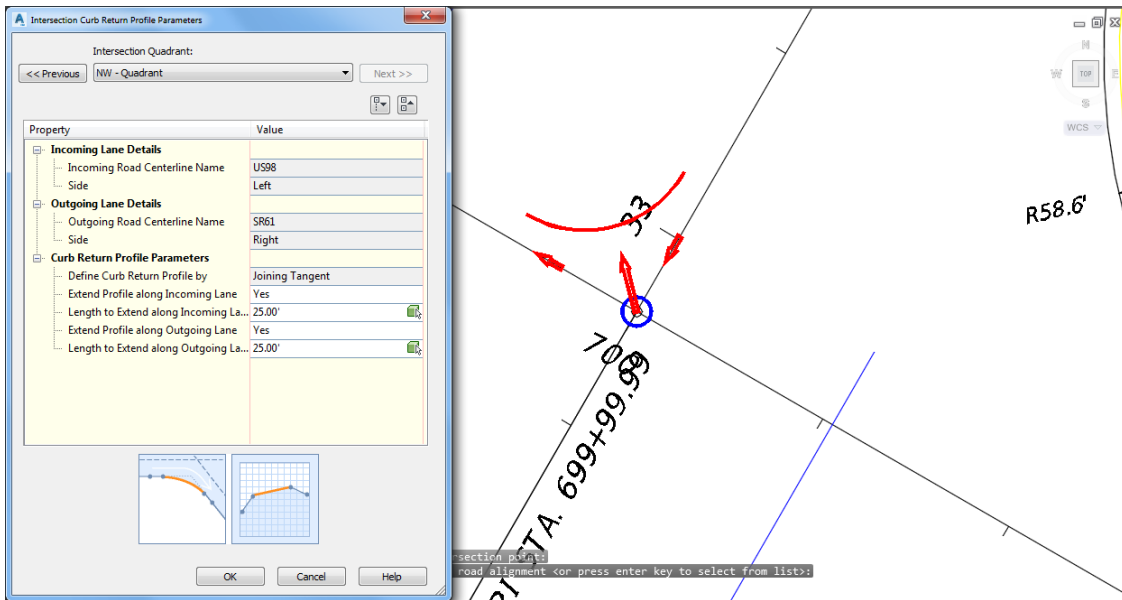 Intersection Curb Return Profile Parameters
Intersection Quadrant:
<< Previous
NW - Quadrant
Next >>
Property Value
Incoming Lane Details
Incoming Road Centerline Name US98
Side Left
Outgoing Lane Details
Outgoing Road Centerline Name SR61
Side Right
Curb Return Profile Parameters
Define Curb Return Profile by Joining Tangent
Extend Profile along Incoming Lane Yes
Length to Extend along Incoming La... 25.00'
Extend Profile along Outgoing Lane Yes
Length to Extend along Outgoing La... 25.00'
OK
Cancel
Help
N
W
TOP
E
S
WCS
R58.6'
33
STA. 699+99.99
rsection point:
road alignment <or press enter key to select from list>: